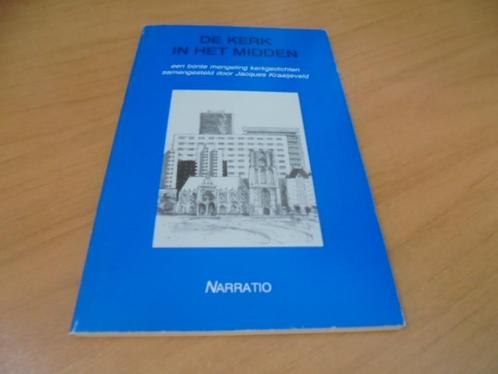 DE KERK
IN HET MIDDEN
een bonte mengeling kerkgedichten
samengesteld door Jacques Kraaijeveld
NARRATIO